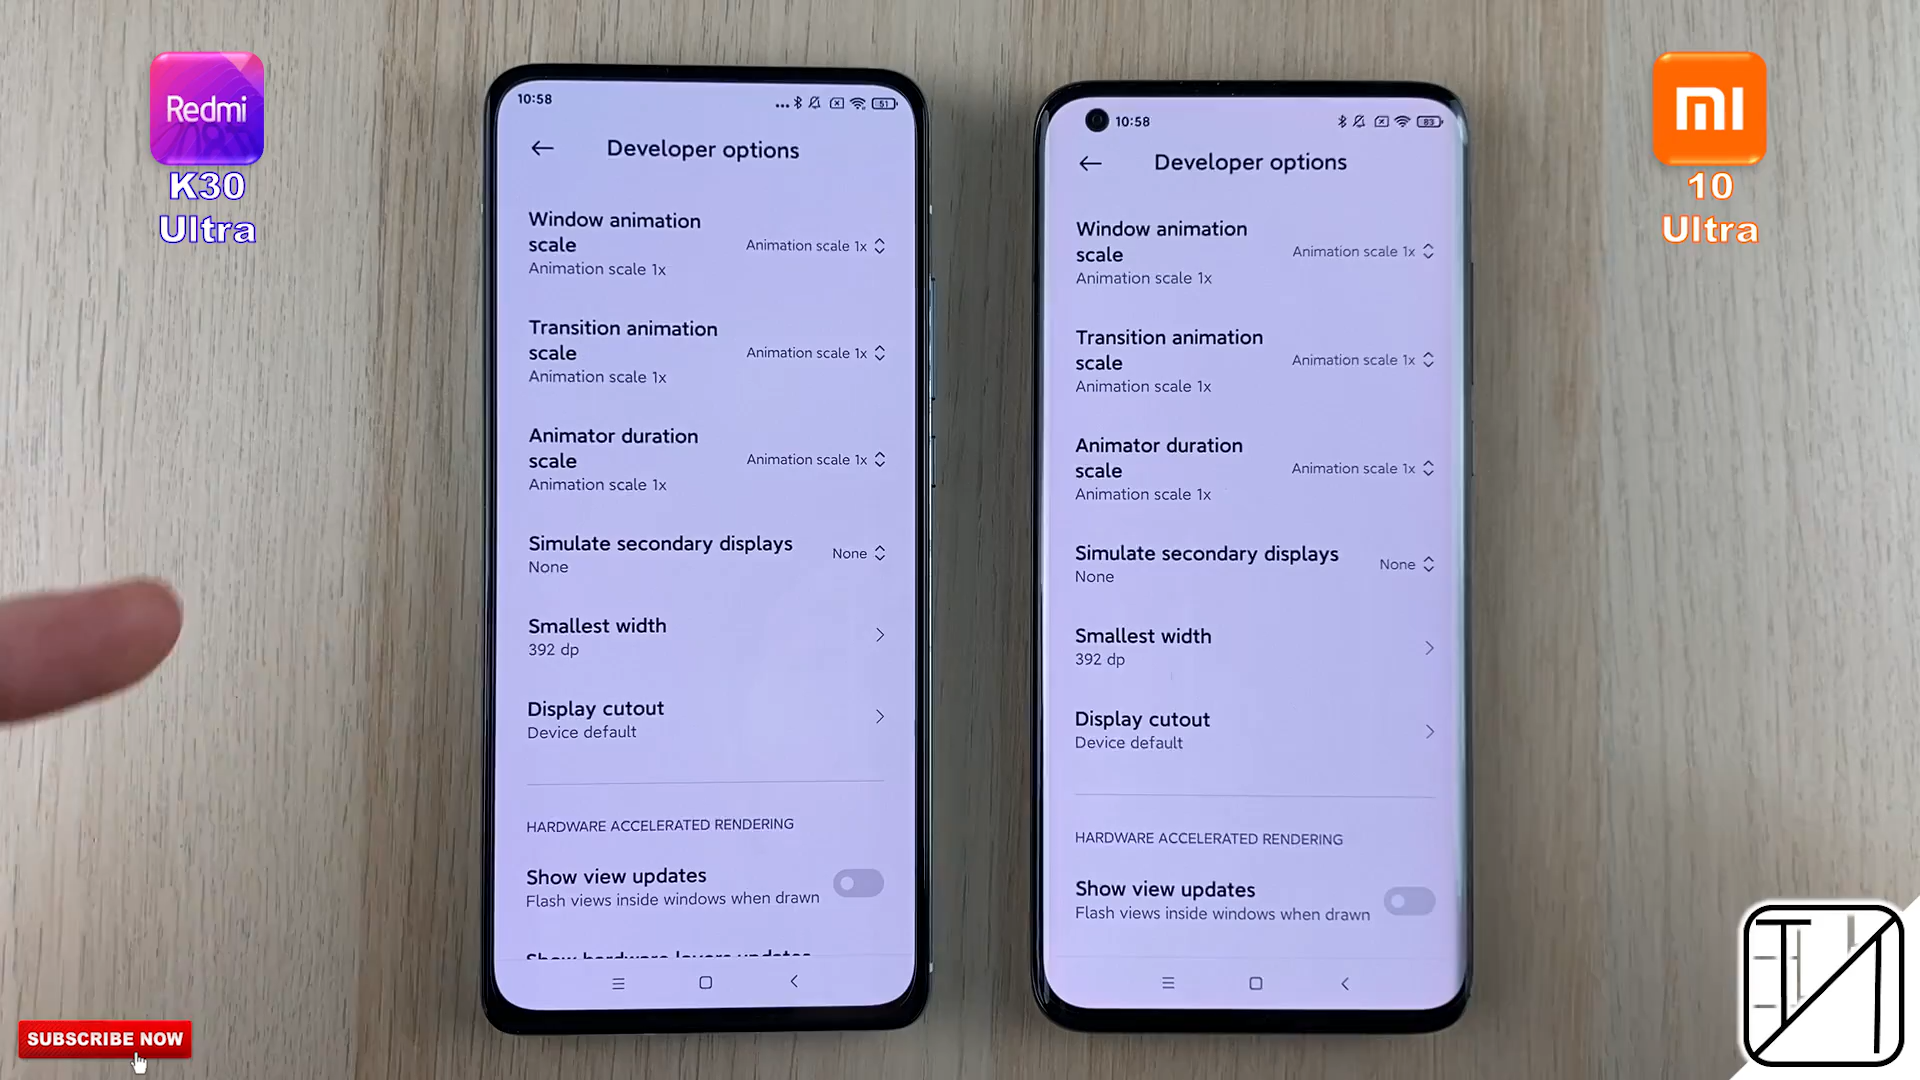 Redmi
K30
Ultra
10:58
51
Developer options
Window animation
scale
Animation scale 1x
Animation scale 1x
Transition animation
scale
Animation scale 1x
Animation scale 1x
Animator duration
scale
Animation scale 1x
Animation scale 1x
Simulate secondary displays
None
None
Smallest width
392 dp
Display cutout
Device default
HARDWARE ACCELERATED RENDERING
Show view updates
Flash views inside windows when drawn
Show hardware layers updates
10:58
83
Developer options
Window animation
scale
Animation scale 1x
Animation scale 1x
Transition animation
scale
Animation scale 1x
Animation scale 1x
Animator duration
scale
Animation scale 1x
Animation scale 1x
Simulate secondary displays
None
None
Smallest width
392 dp
Display cutout
Device default
HARDWARE ACCELERATED RENDERING
Show view updates
Flash views inside windows when drawn
MI
10
Ultra
SUBSCRIBE NOW